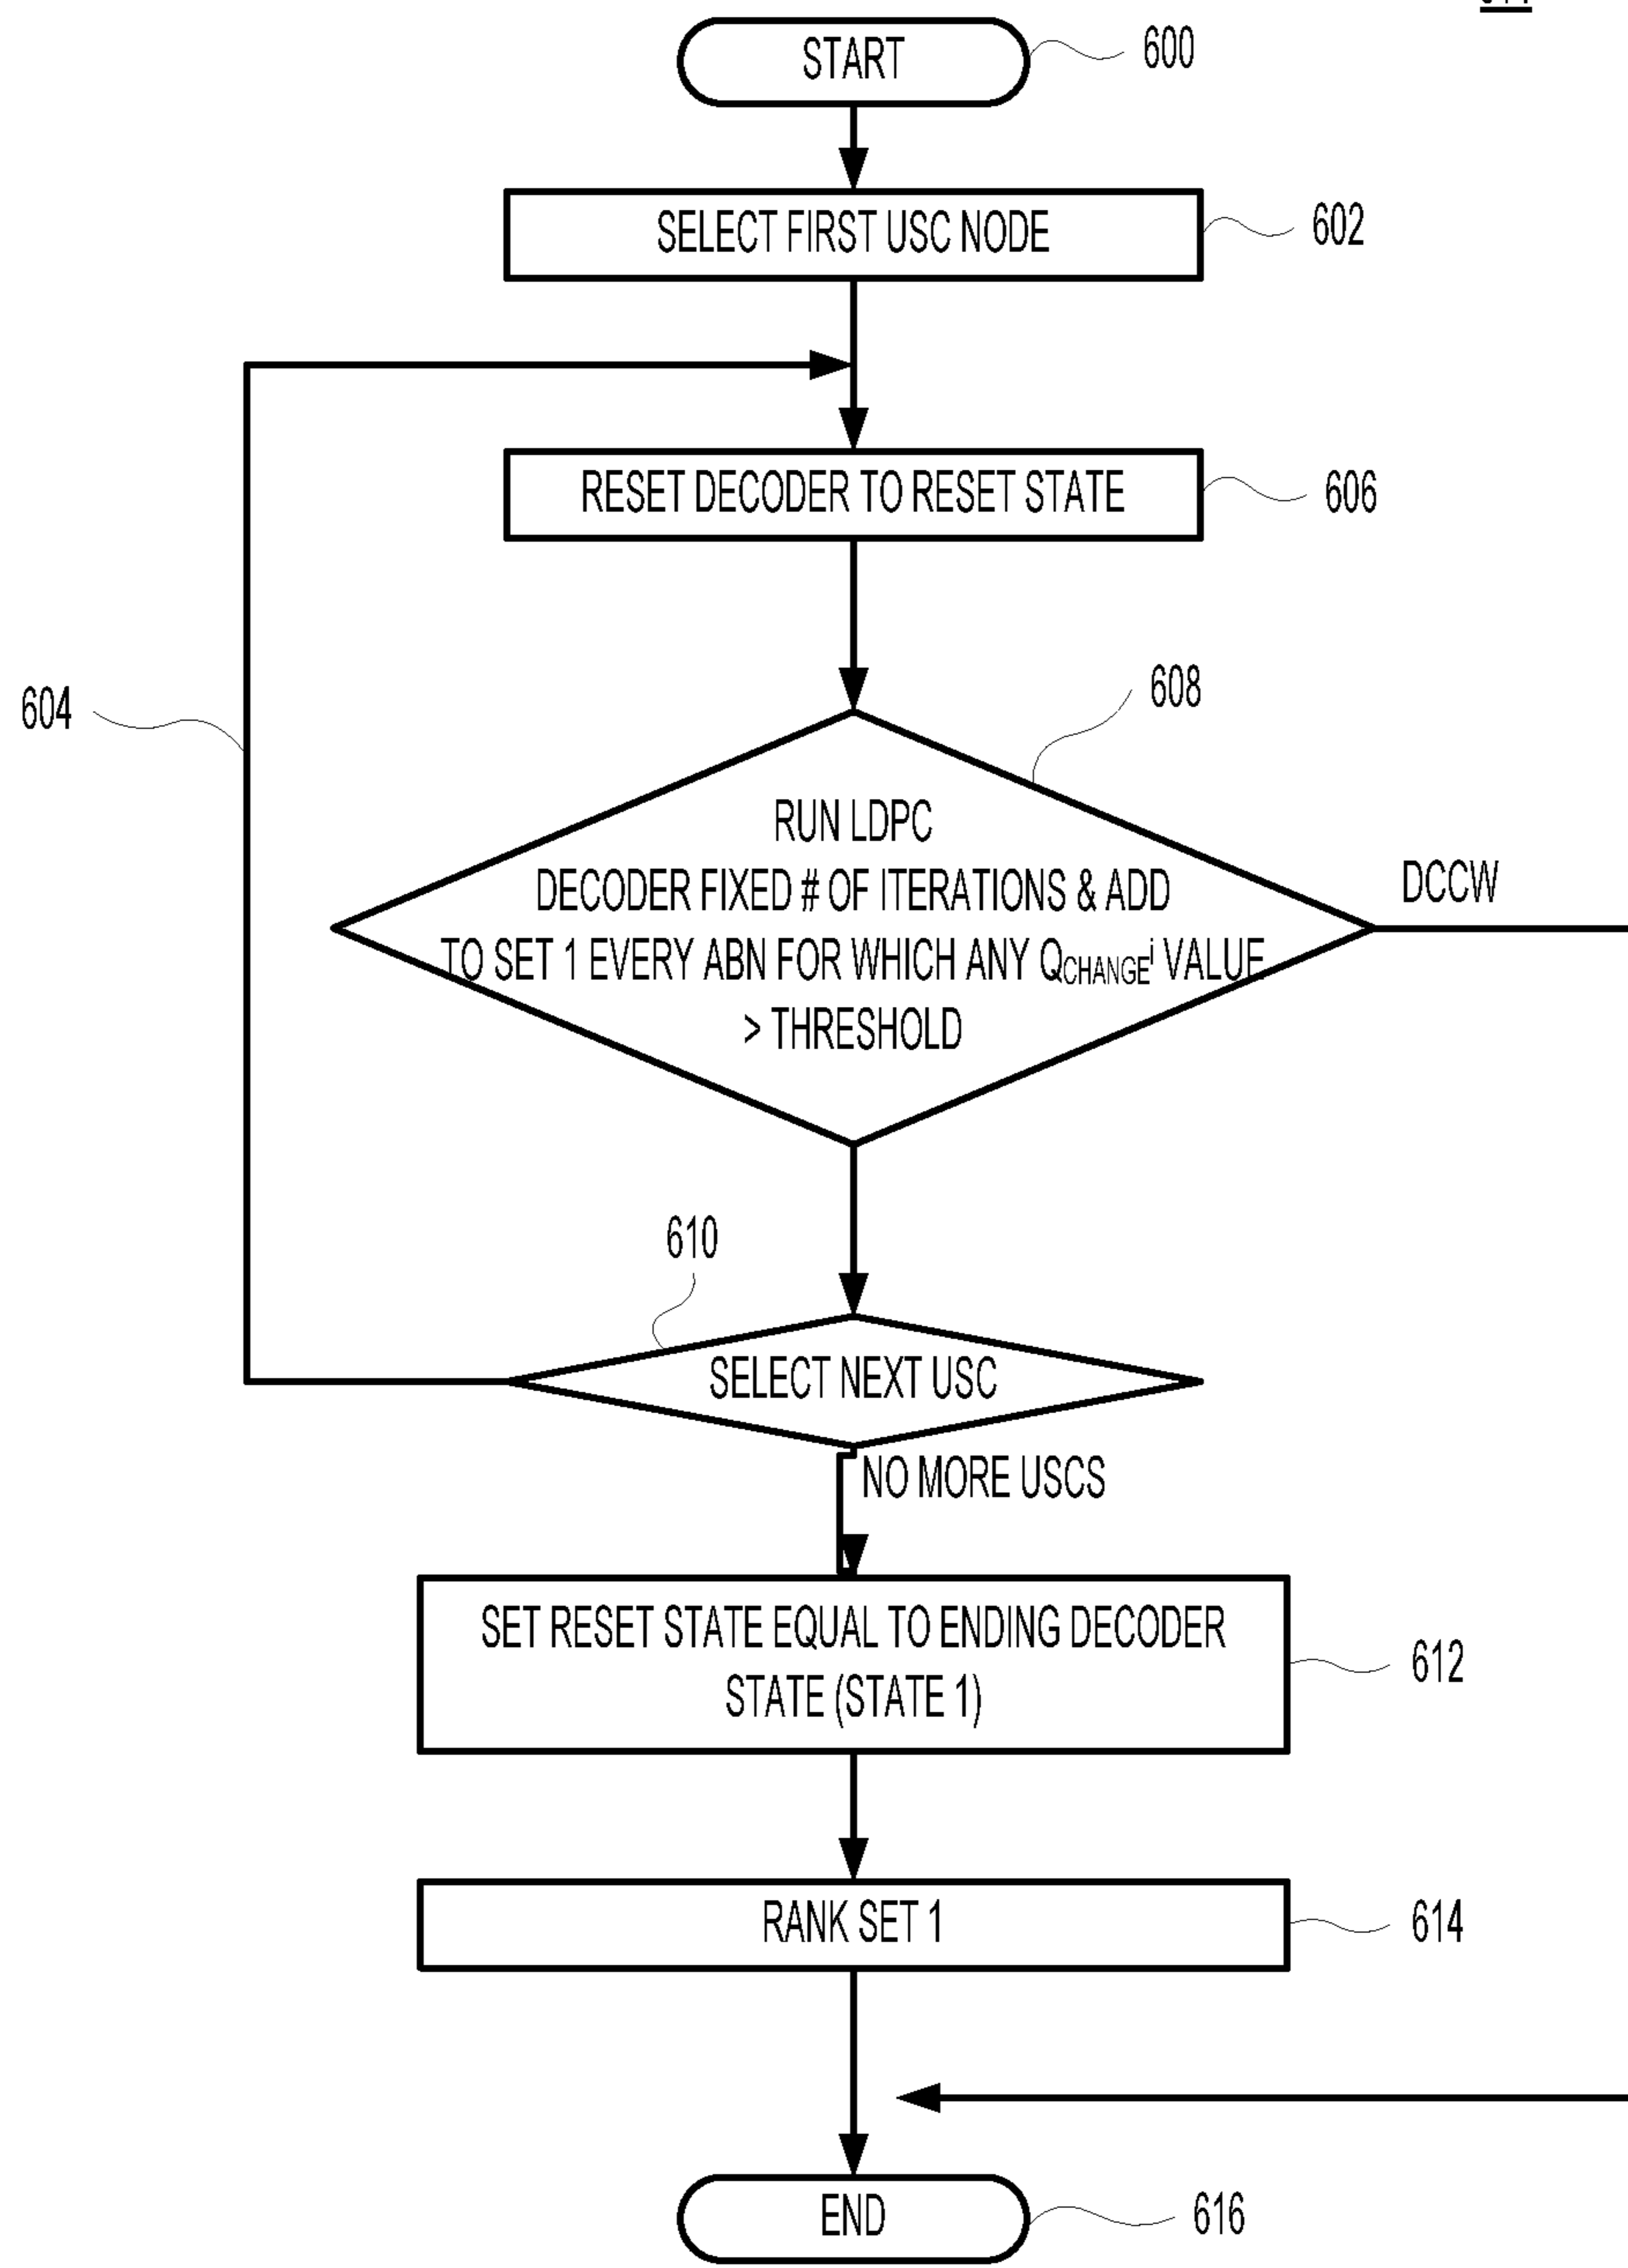 START
600
SELECT FIRST USC NODE
602
RESET DECODER TO RESET STATE
606
604
608
RUN LDPC
DECODER FIXED # OF ITERATIONS & ADD
TO SET 1 EVERY ABN FOR WHICH ANY QCHANGEⁱ VALUE
> THRESHOLD
DCCW
610
SELECT NEXT USC
NO MORE USCS
SET RESET STATE EQUAL TO ENDING DECODER
STATE (STATE 1)
612
RANK SET 1
614
END
616